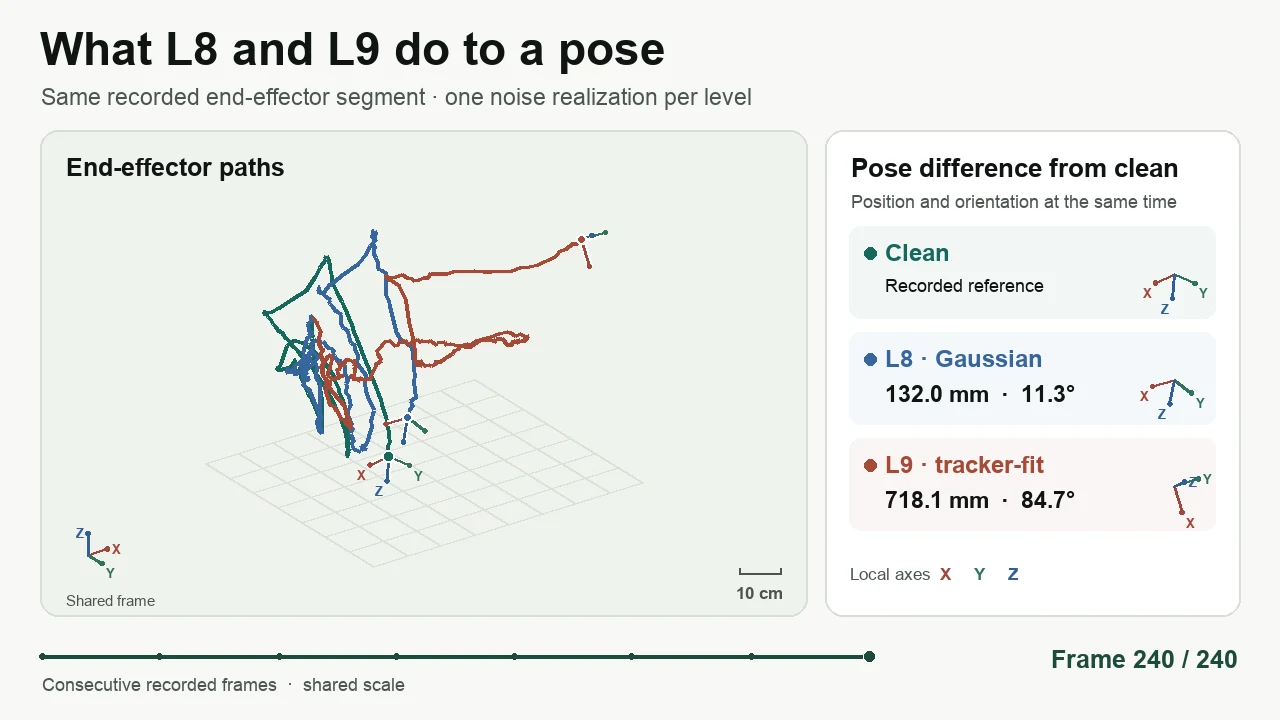 What L8 and L9 do to a pose
Same recorded end-effector segment · one noise realization per level
End-effector paths
X
Y
Z
Z
X
Y
Shared frame
10 cm
Pose difference from clean
Position and orientation at the same time
Clean
Recorded reference
X
Y
Z
L8 · Gaussian
132.0 mm · 11.3°
X
Y
Z
L9 · tracker-fit
718.1 mm · 84.7°
Z
Y
X
Local axes X Y Z
Consecutive recorded frames · shared scale
Frame 240 / 240